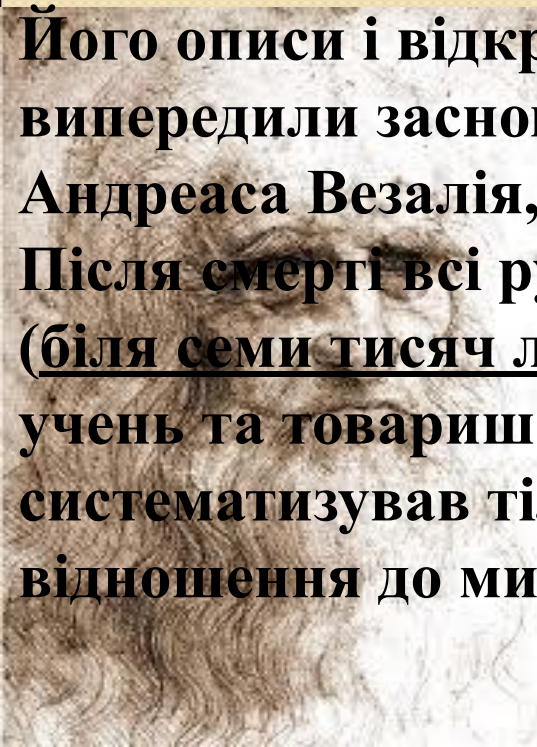 Його описи і відкр
випередили засно
Андреаса Везалія,
Після смерті всі р
(біля семи тисяч л
учень та товариш
систематизував ті
відношення до ми